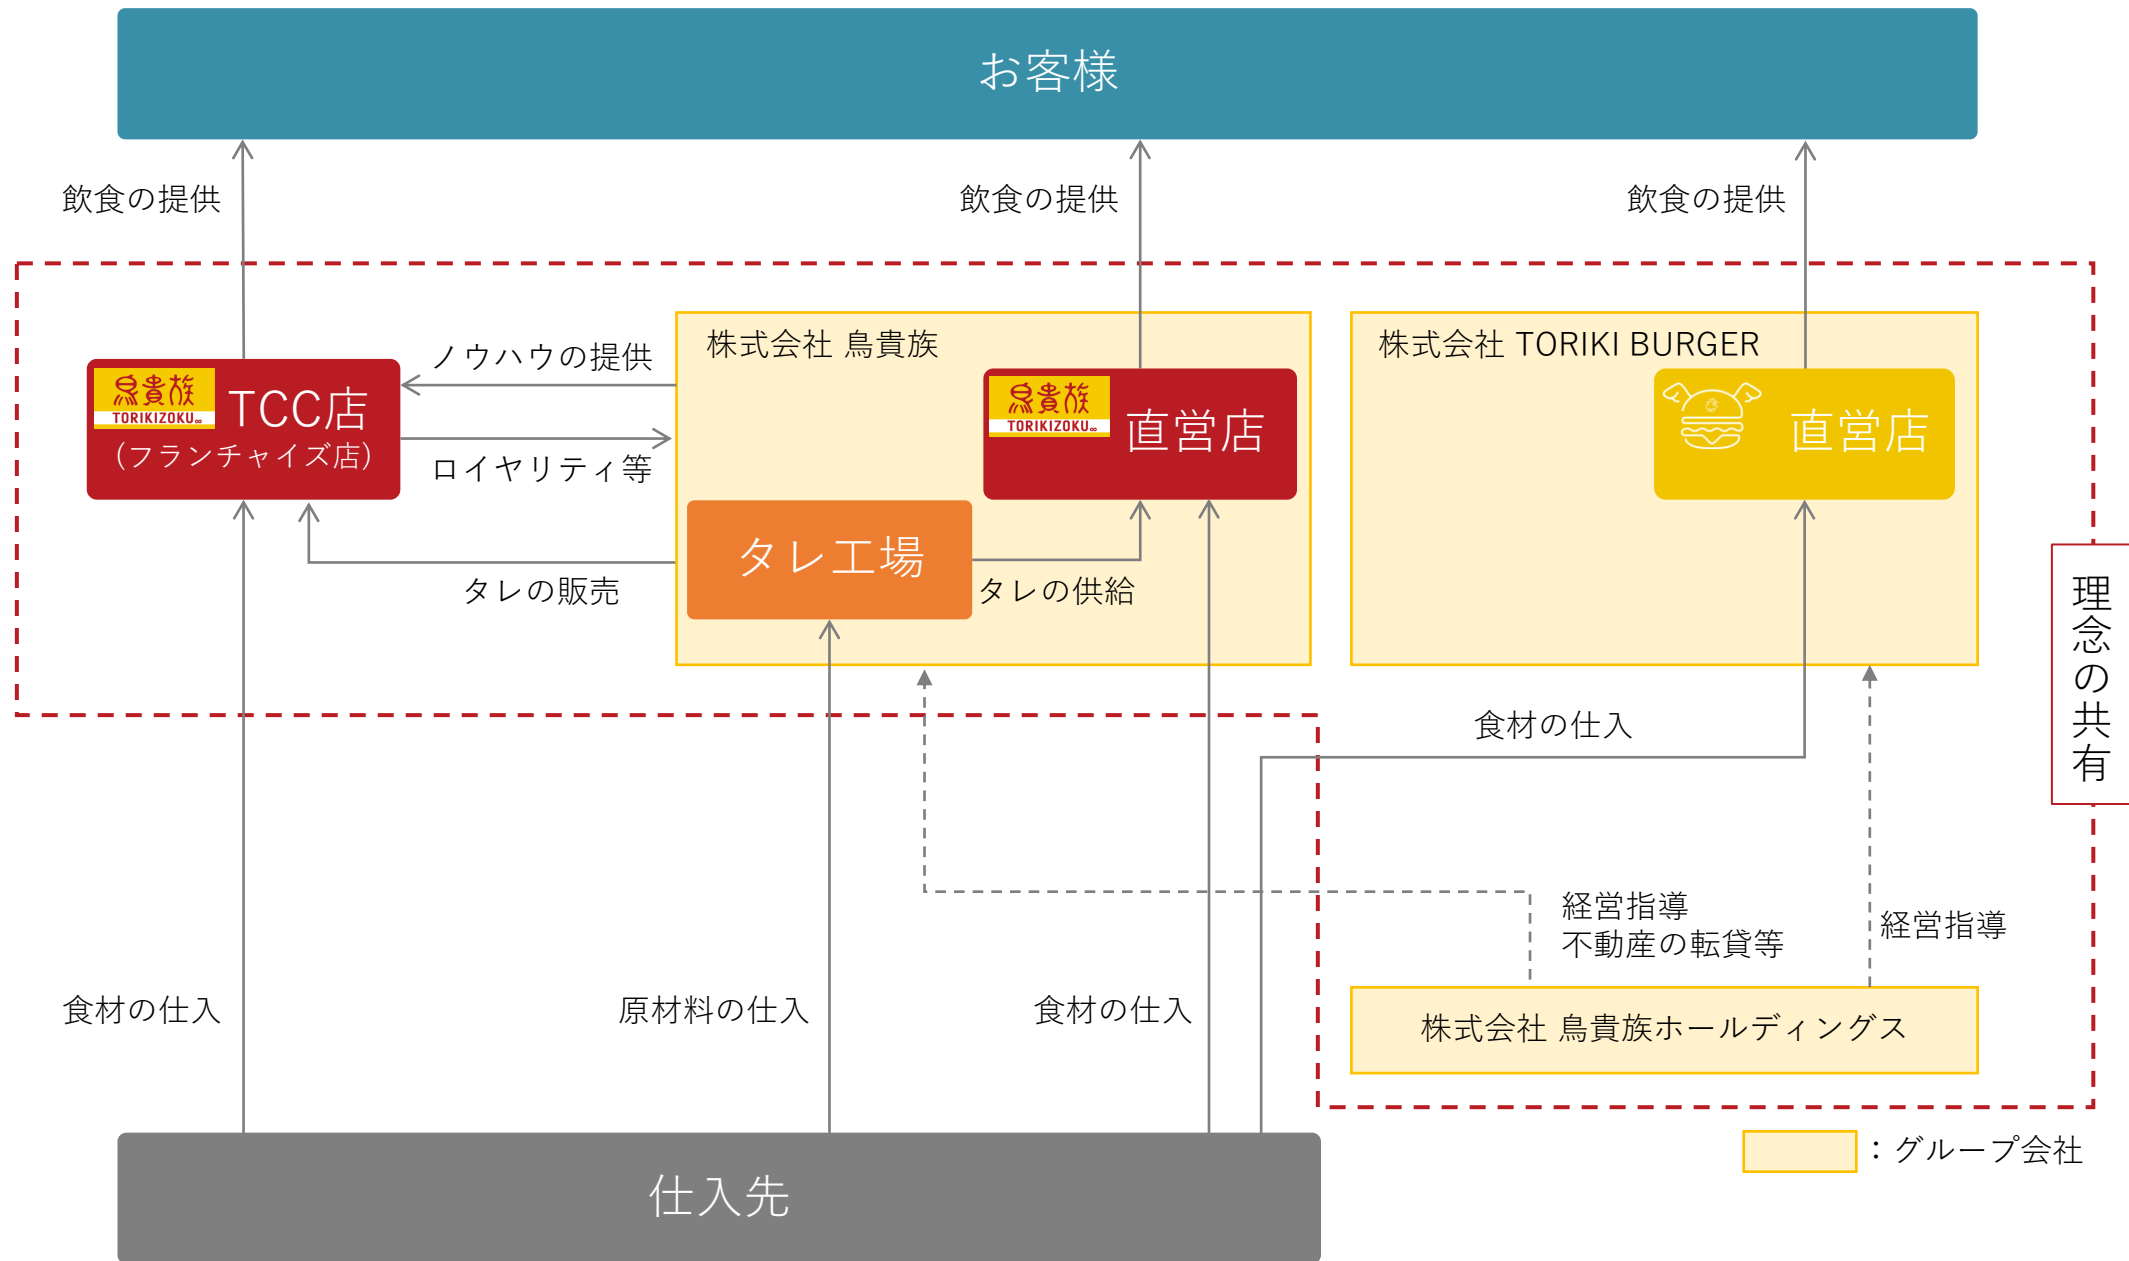 お客様
飲食の提供
飲食の提供
飲食の提供
株式会社 鳥貴族
株式会社 TORIKI BURGER
ノウハウの提供
鳥貴族
TORIKIZOKU∞
TCC店
(フランチャイズ店)
鳥貴族
TORIKIZOKU∞
直営店
直営店
ロイヤリティ等
タレ工場
タレの販売
タレの供給
理念の共有
食材の仕入
経営指導
不動産の転貸等
経営指導
食材の仕入
原材料の仕入
食材の仕入
株式会社 鳥貴族ホールディングス
：グループ会社
仕入先